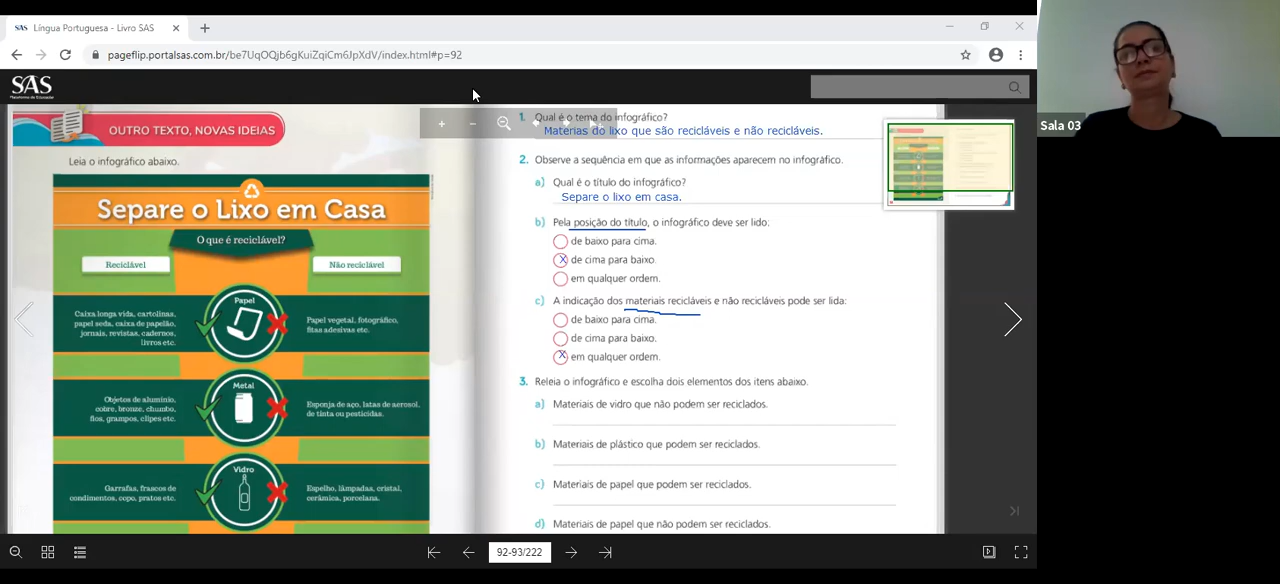 SAS Língua Portuguesa - Livro SAS
pageflip.portalsas.com.br/be7UqOQjb6gKuiZqiCm6JpXdV/index.html#p=92
SAS
OUTRO TEXTO, NOVAS IDEIAS
Leia o infográfico abaixo.
Separe o Lixo em Casa
O que é reciclável?
Reciclável
Não reciclável
Papel
Caixa longa vida, cartolinas,
papel seda, caixa de papelão,
jornais, revistas, cadernos,
livros etc.
Papel vegetal, fotográfico,
fitas adesivas etc.
Metal
Objetos de alumínio,
cobre, bronze, chumbo,
fios, grampos, clipes etc.
Esponja de aço, latas de aerosol,
de tinta ou pesticidas.
Vidro
Garrafas, frascos de
condimentos, copo, pratos etc.
Espelho, lâmpadas, cristal,
cerâmica, porcelana.
1. Qual é o tema do infográfico?
Materias do lixo que são recicláveis e não recicláveis.
2. Observe a sequência em que as informações aparecem no infográfico.
a) Qual é o título do infográfico?
Separe o lixo em casa.
b) Pela posição do título, o infográfico deve ser lido:
de baixo para cima.
X de cima para baixo.
em qualquer ordem.
c) A indicação dos materiais recicláveis e não recicláveis pode ser lida:
de baixo para cima.
de cima para baixo.
X em qualquer ordem.
3. Releia o infográfico e escolha dois elementos dos itens abaixo.
a) Materiais de vidro que não podem ser reciclados.
b) Materiais de plástico que podem ser reciclados.
c) Materiais de papel que podem ser reciclados.
d) Materiais de papel que não podem ser reciclados.
92-93/222
Sala 03